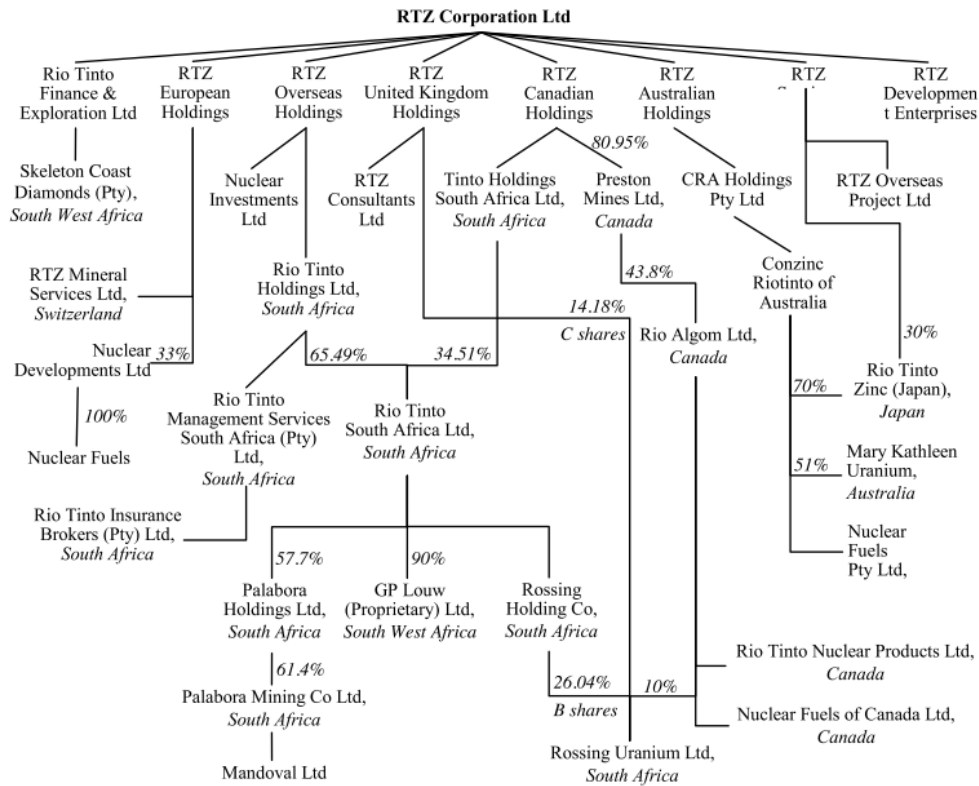 RTZ Corporation Ltd
Rio Tinto
Finance &
Exploration Ltd
RTZ
European
Holdings
RTZ
Overseas
Holdings
RTZ
United Kingdom
Holdings
RTZ
Canadian
Holdings
RTZ
Australian
Holdings
RTZ
RTZ
Developmen
t Enterprises
80.95%
Skeleton Coast
Diamonds (Pty),
South West Africa
Nuclear
Investments
Ltd
RTZ
Consultants
Ltd
Tinto Holdings
South Africa Ltd,
South Africa
Preston
Mines Ltd,
Canada
CRA Holdings
Pty Ltd
RTZ Overseas
Project Ltd
RTZ Mineral
Services Ltd,
Switzerland
Rio Tinto
Holdings Ltd,
South Africa
43.8%
Conzinc
Riotinto of
Australia
14.18%
C shares
Rio Algom Ltd,
Canada
30%
Nuclear
Developments Ltd
33%
65.49%
34.51%
Rio Tinto
Zinc (Japan),
Japan
70%
100%
Nuclear Fuels
Rio Tinto
Management Services
South Africa (Pty)
Ltd,
South Africa
Rio Tinto
South Africa Ltd,
South Africa
51%
Mary Kathleen
Uranium,
Australia
Rio Tinto Insurance
Brokers (Pty) Ltd,
South Africa
Nuclear
Fuels
Pty Ltd,
57.7%
90%
Palabora
Holdings Ltd,
South Africa
GP Louw
(Proprietary) Ltd,
South West Africa
Rossing
Holding Co,
South Africa
61.4%
Palabora Mining Co Ltd,
South Africa
Mandoval Ltd
26.04%
B shares
10%
Rio Tinto Nuclear Products Ltd,
Canada
Nuclear Fuels of Canada Ltd,
Canada
Rossing Uranium Ltd,
South Africa